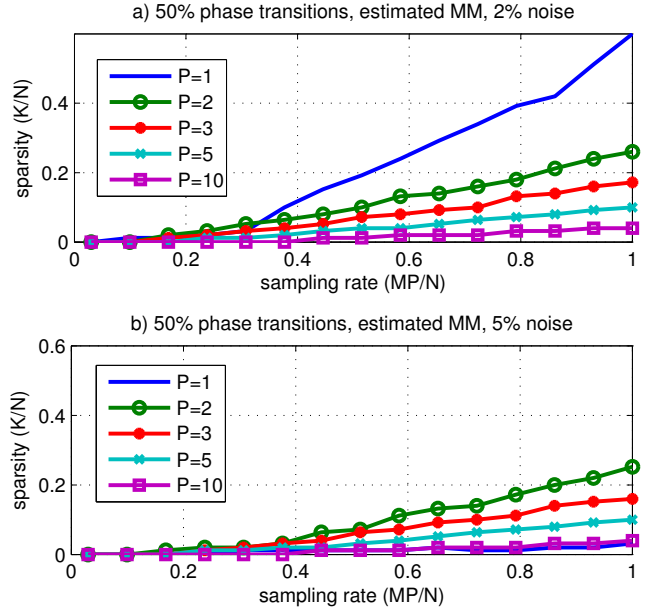 a) 50% phase transitions, estimated MM, 2% noise
sparsity (K/N)
0.4
0.2
0
P=1
P=2
P=3
P=5
P=10
0 0.2 0.4 0.6 0.8 1
sampling rate (MP/N)
b) 50% phase transitions, estimated MM, 5% noise
sparsity (K/N)
0.6
0.4
0.2
0
P=1
P=2
P=3
P=5
P=10
0 0.2 0.4 0.6 0.8 1
sampling rate (MP/N)